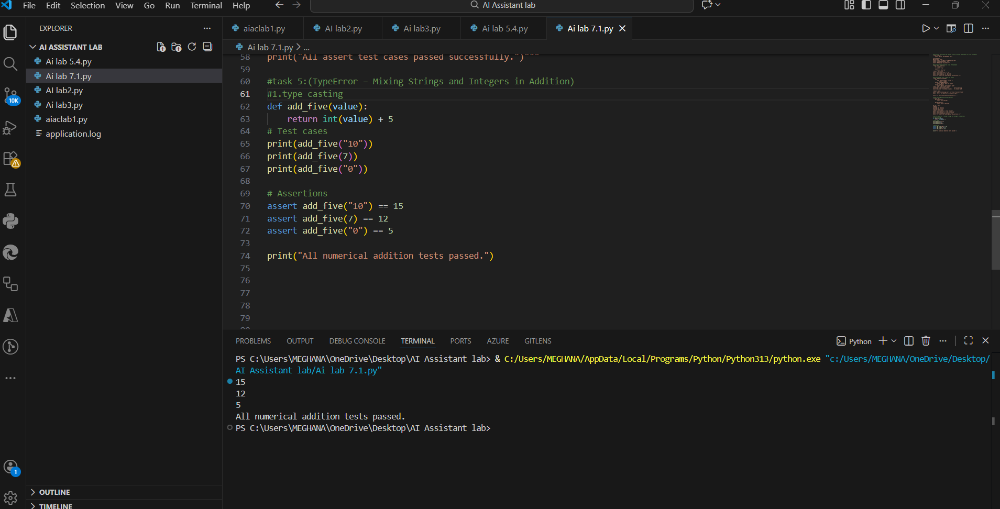 File Edit Selection View Go Run Terminal Help
AI Assistant lab
EXPLORER
AI ASSISTANT LAB
Ai lab 5.4.py
Ai lab 7.1.py
AI lab2.py
Ai lab3.py
aiaclab1.py
application.log
10K
1
OUTLINE
TIMELINE
aiaclab1.py AI lab2.py Ai lab3.py Ai lab 5.4.py Ai lab 7.1.py
Ai lab 7.1.py > ...
58 print("All assert test cases passed successfully.")"""
59
60 #task 5:(TypeError – Mixing Strings and Integers in Addition)
61 #1.type casting
62 def add_five(value):
63     return int(value) + 5
64 # Test cases
65 print(add_five("10"))
66 print(add_five(7))
67 print(add_five("0"))
68
69 # Assertions
70 assert add_five("10") == 15
71 assert add_five(7) == 12
72 assert add_five("0") == 5
73
74 print("All numerical addition tests passed.")
75
76
77
78
79
PROBLEMS OUTPUT DEBUG CONSOLE TERMINAL PORTS AZURE GITLENS
Python
PS C:\Users\MEGHANA\OneDrive\Desktop\AI Assistant lab> & C:/Users/MEGHANA/AppData/Local/Programs/Python/Python313/python.exe "c:/Users/MEGHANA/OneDrive/Desktop/
AI Assistant lab/Ai lab 7.1.py"
15
12
5
All numerical addition tests passed.
PS C:\Users\MEGHANA\OneDrive\Desktop\AI Assistant lab>